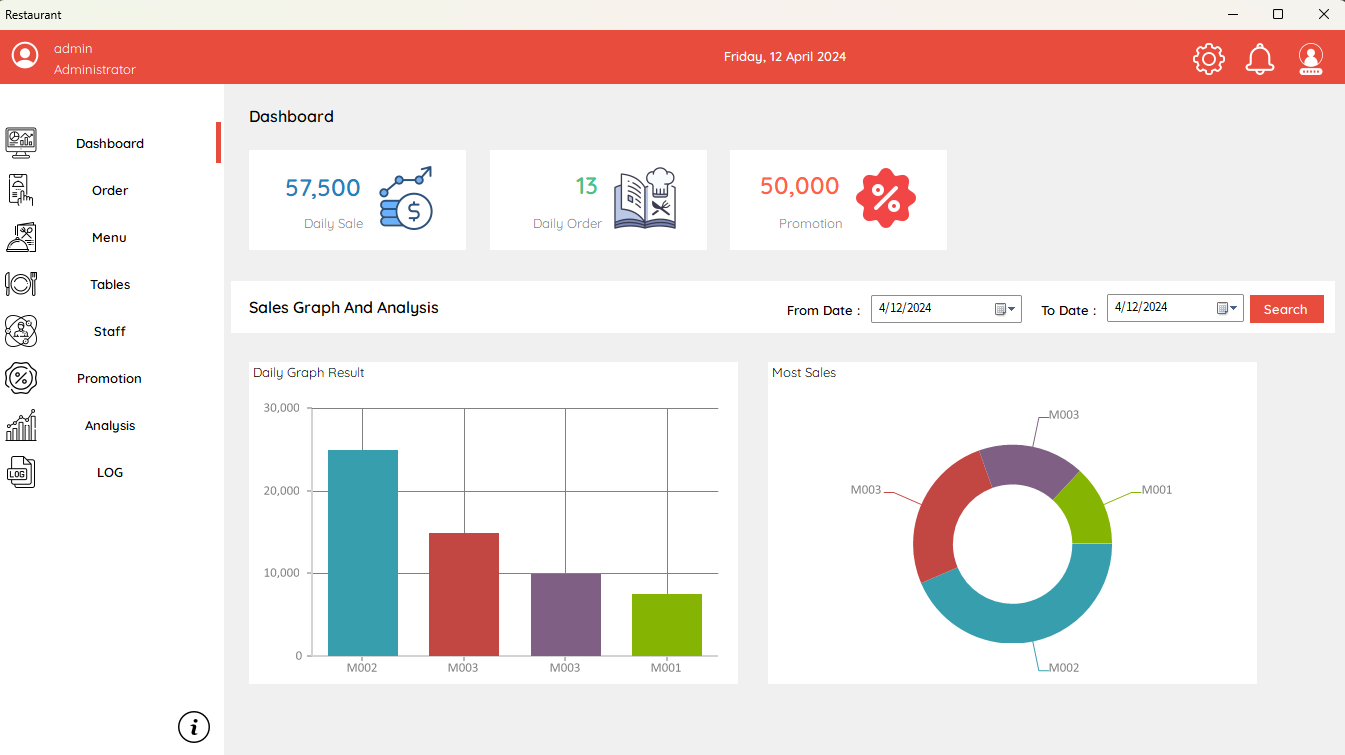 Restaurant
admin
Administrator
Friday, 12 April 2024
Dashboard
Order
Menu
Tables
Staff
Promotion
Analysis
LOG
LOG
i
Dashboard
57,500
Daily Sale
$
13
Daily Order
50,000
Promotion
%
Sales Graph And Analysis
From Date :
4/12/2024
To Date :
4/12/2024
Search
Daily Graph Result
30,000
20,000
10,000
0
M002 M003 M003 M001
Most Sales
M003
M003
M001
M002